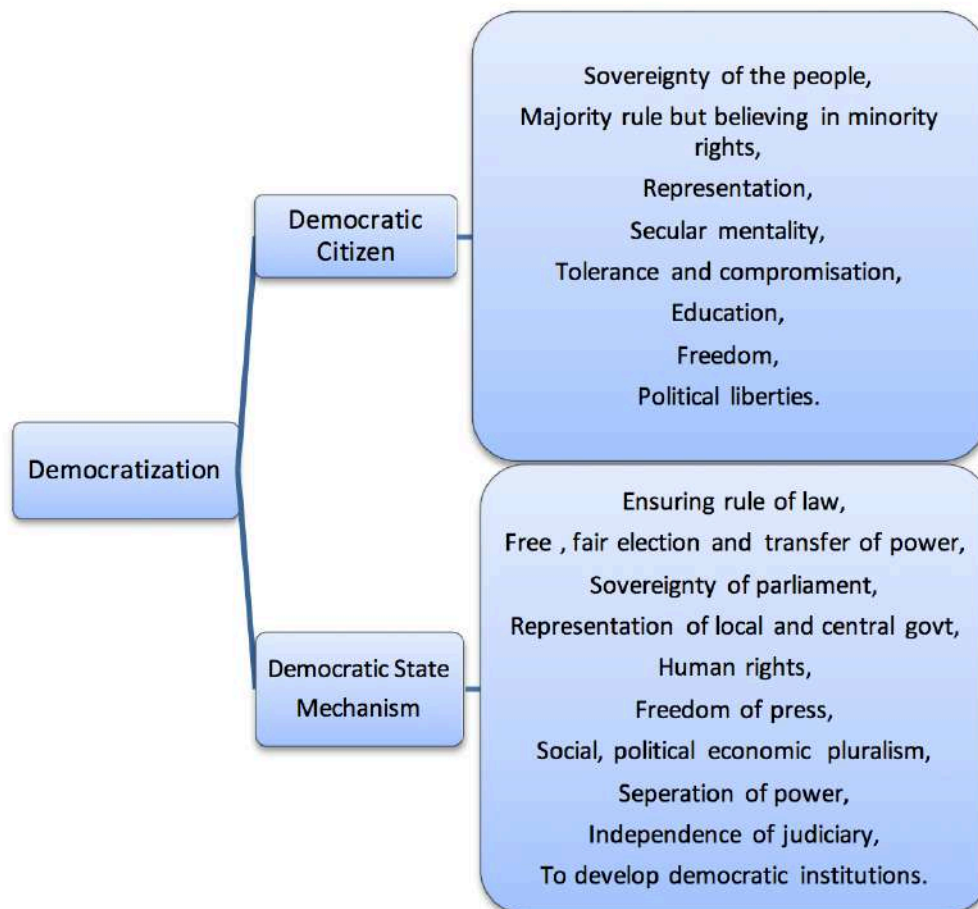 Democratization
Democratic
Citizen
Sovereignty of the people,
Majority rule but believing in minority
rights,
Representation,
Secular mentality,
Tolerance and compromisation,
Education,
Freedom,
Political liberties.
Democratic State
Mechanism
Ensuring rule of law,
Free , fair election and transfer of power,
Sovereignty of parliament,
Representation of local and central govt,
Human rights,
Freedom of press,
Social, political economic pluralism,
Seperation of power,
Independence of judiciary,
To develop democratic institutions.